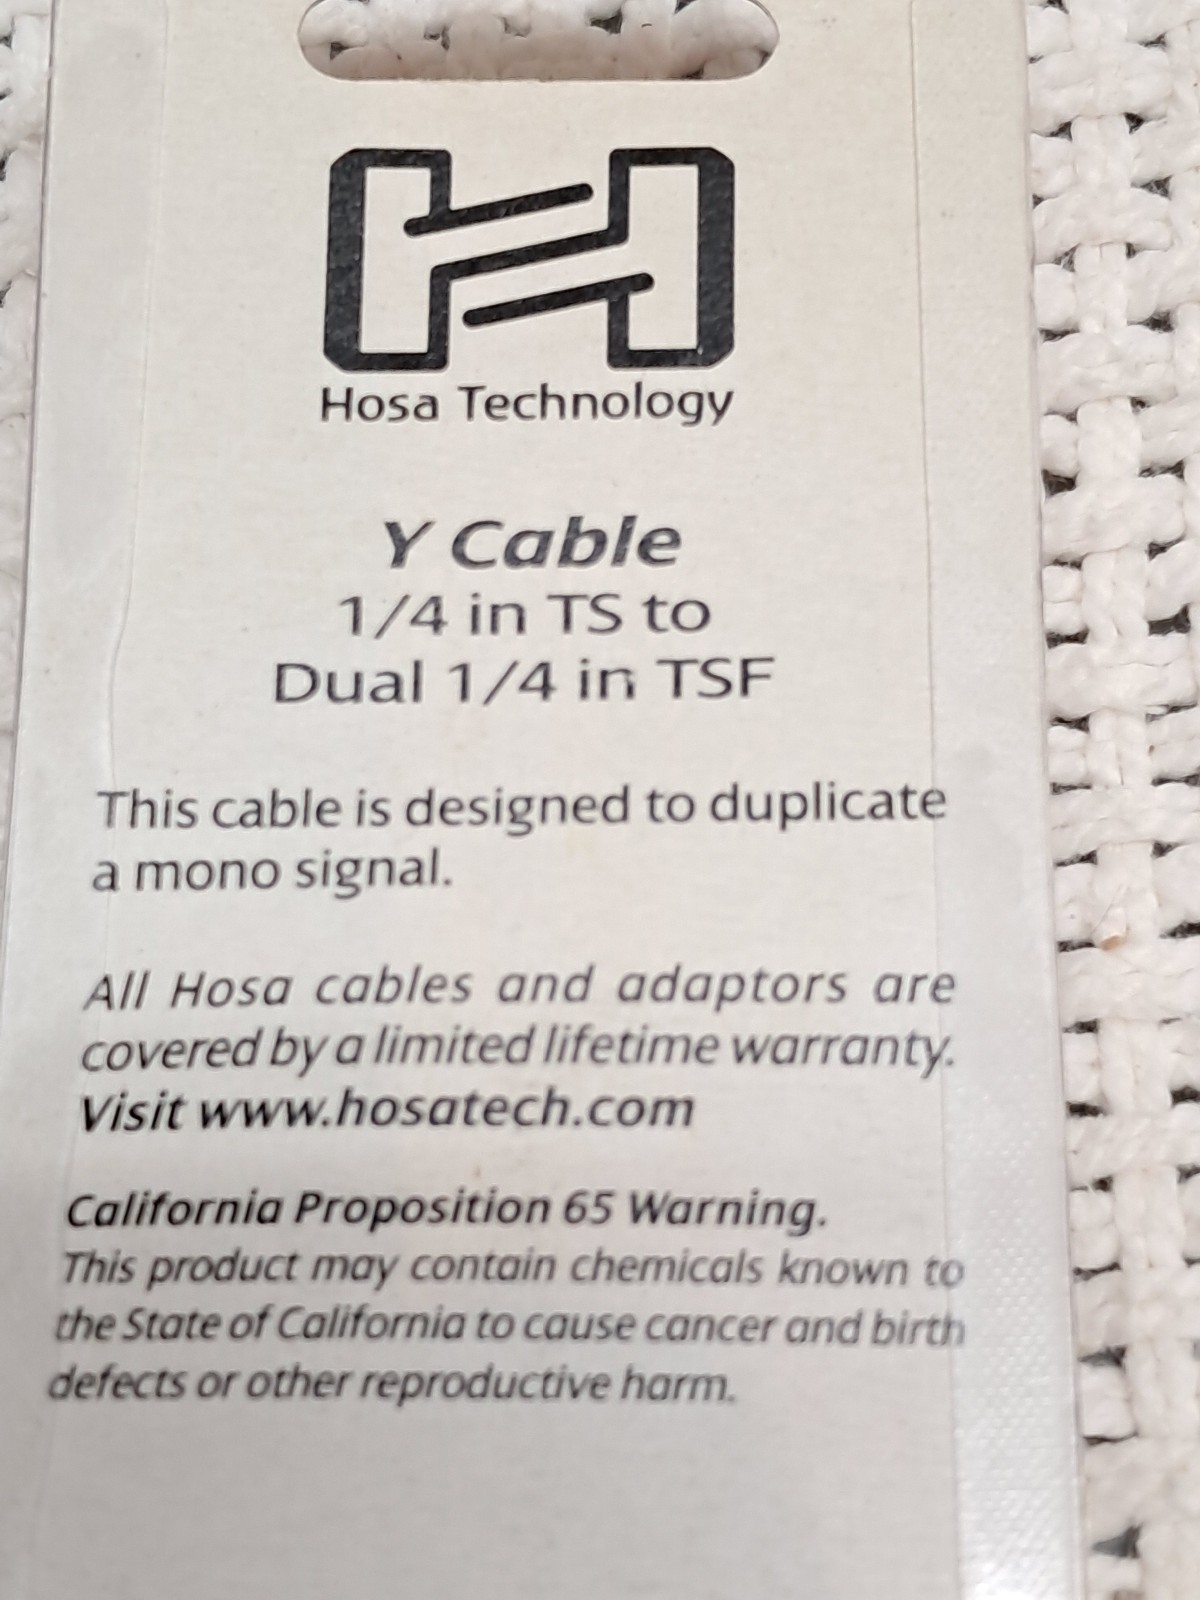 Hosa Technology
Y Cable
1/4 in TS to
Dual 1/4 in TSF
This cable is designed to duplicate
a mono signal.
All Hosa cables and adaptors are
covered by a limited lifetime warranty.
Visit www.hosatech.com
California Proposition 65 Warning.
This product may contain chemicals known to
the State of California to cause cancer and birth
defects or other reproductive harm.